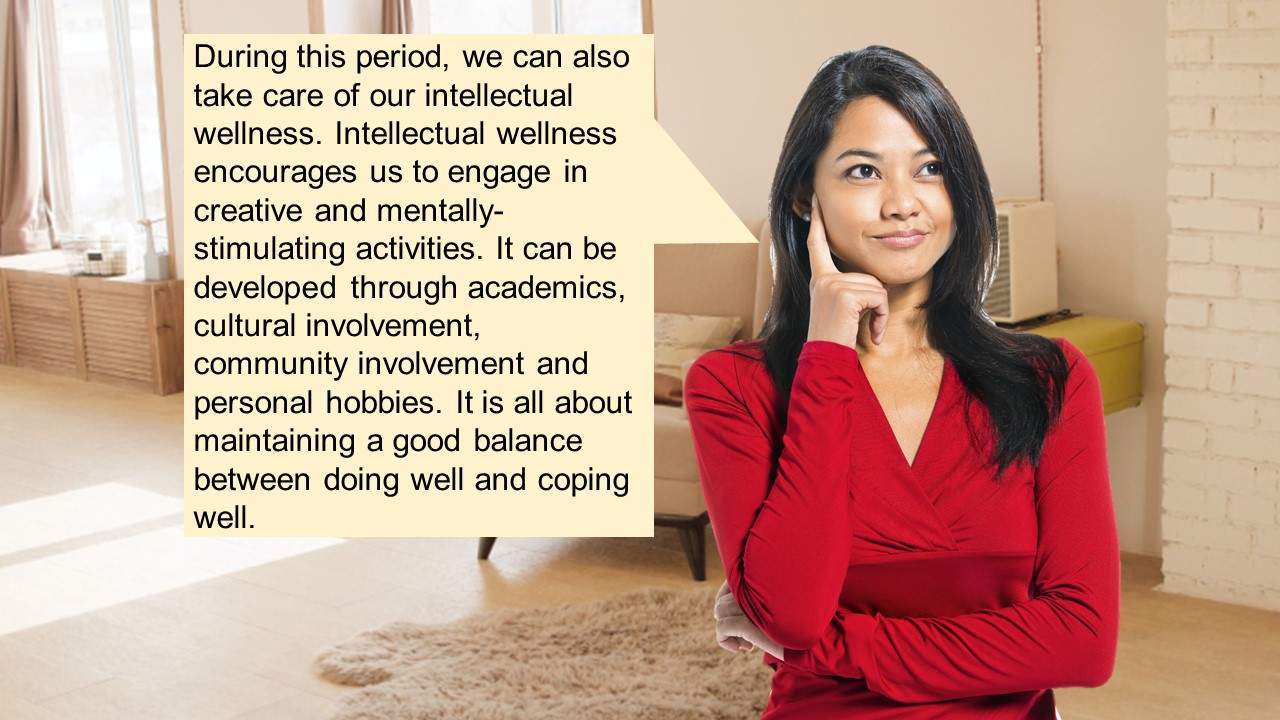 During this period, we can also
take care of our intellectual
wellness. Intellectual wellness
encourages us to engage in
creative and mentally-
stimulating activities. It can be
developed through academics,
cultural involvement,
community involvement and
personal hobbies. It is all about
maintaining a good balance
between doing well and coping
well.